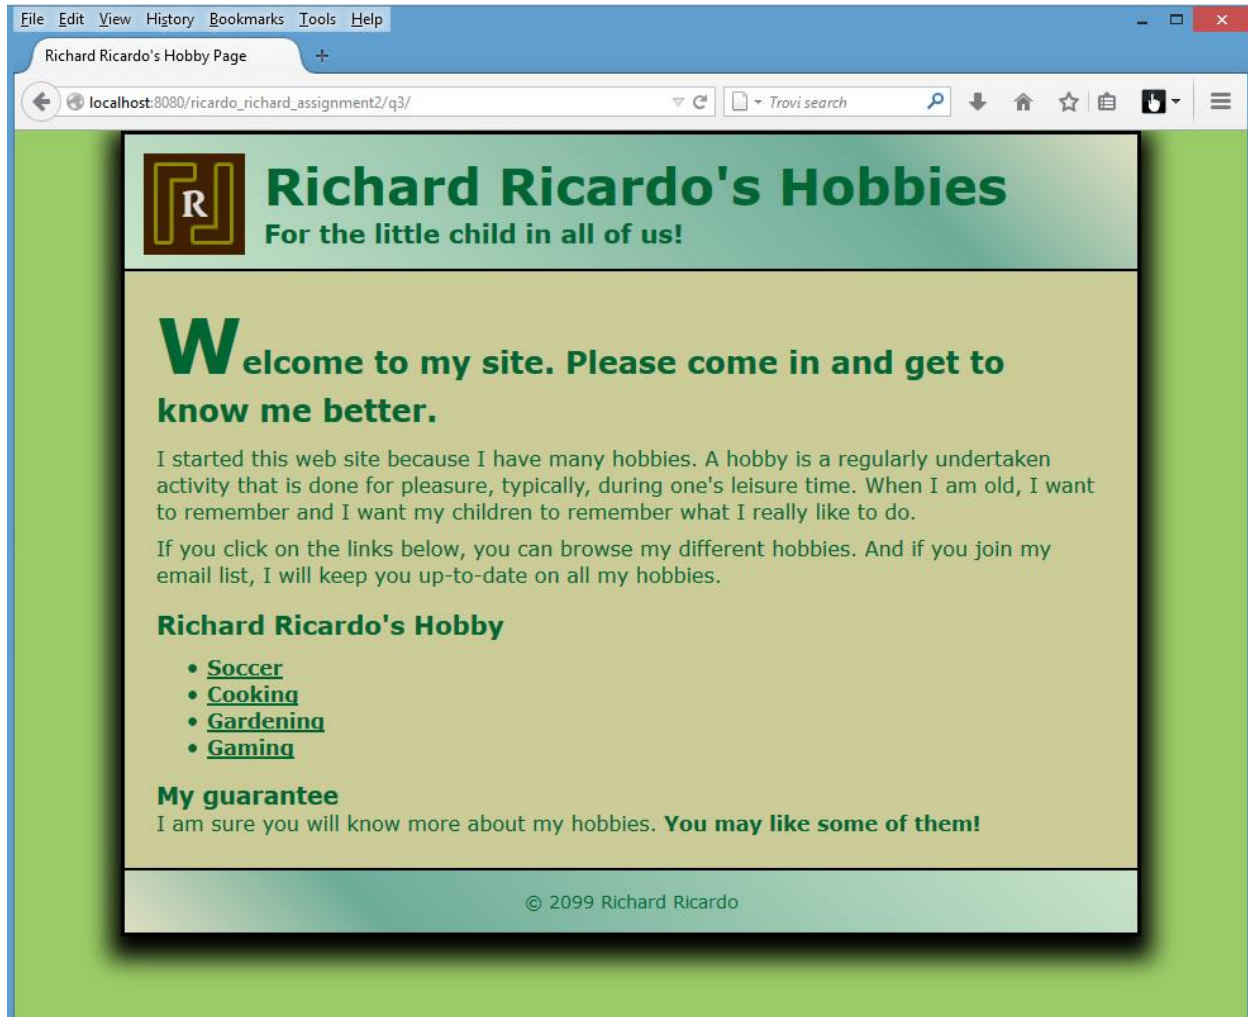 File Edit View History Bookmarks Tools Help
Richard Ricardo's Hobby Page
localhost:8080/ricardo_richard_assignment2/q3/
Trovi search
R
Richard Ricardo's Hobbies
For the little child in all of us!
Welcome to my site. Please come in and get to
know me better.
I started this web site because I have many hobbies. A hobby is a regularly undertaken
activity that is done for pleasure, typically, during one's leisure time. When I am old, I want
to remember and I want my children to remember what I really like to do.
If you click on the links below, you can browse my different hobbies. And if you join my
email list, I will keep you up-to-date on all my hobbies.
Richard Ricardo's Hobby
• Soccer
• Cooking
• Gardening
• Gaming
My guarantee
I am sure you will know more about my hobbies. You may like some of them!
© 2099 Richard Ricardo